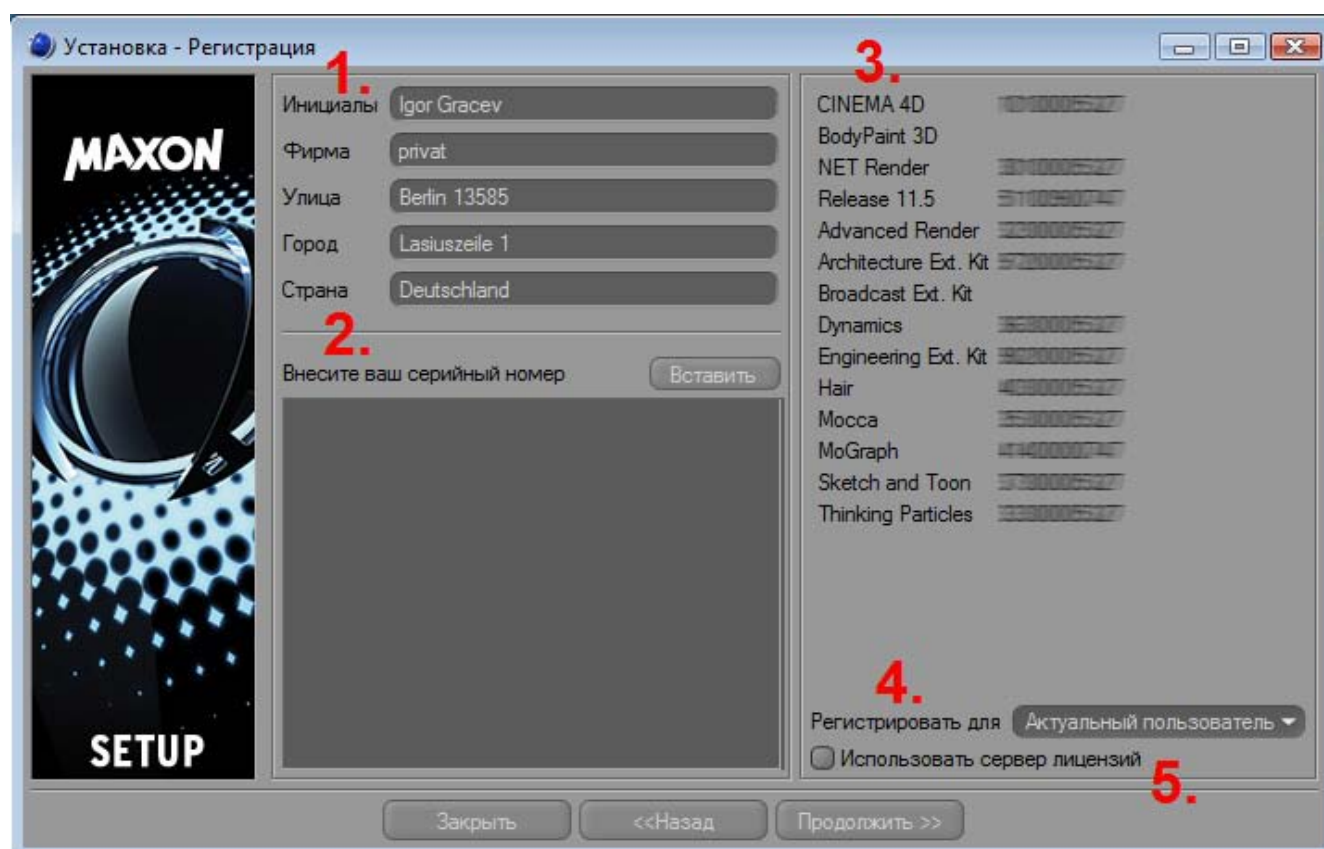 Установка - Регистрация
1.
Инициалы Igor Gracev
Фирма privat
Улица Berlin 13585
Город Lasiuszeile 1
Страна Deutschland
2.
Внесите ваш серийный номер Вставить
3.
CINEMA 4D
BodyPaint 3D
NET Render
Release 11.5
Advanced Render
Architecture Ext. Kit
Broadcast Ext. Kit
Dynamics
Engineering Ext. Kit
Hair
Mocca
MoGraph
Sketch and Toon
Thinking Particles
4.
Регистрировать для Актуальный пользователь
Использовать сервер лицензий
5.
MAXON
SETUP
Закрыть <<Назад Продолжить >>